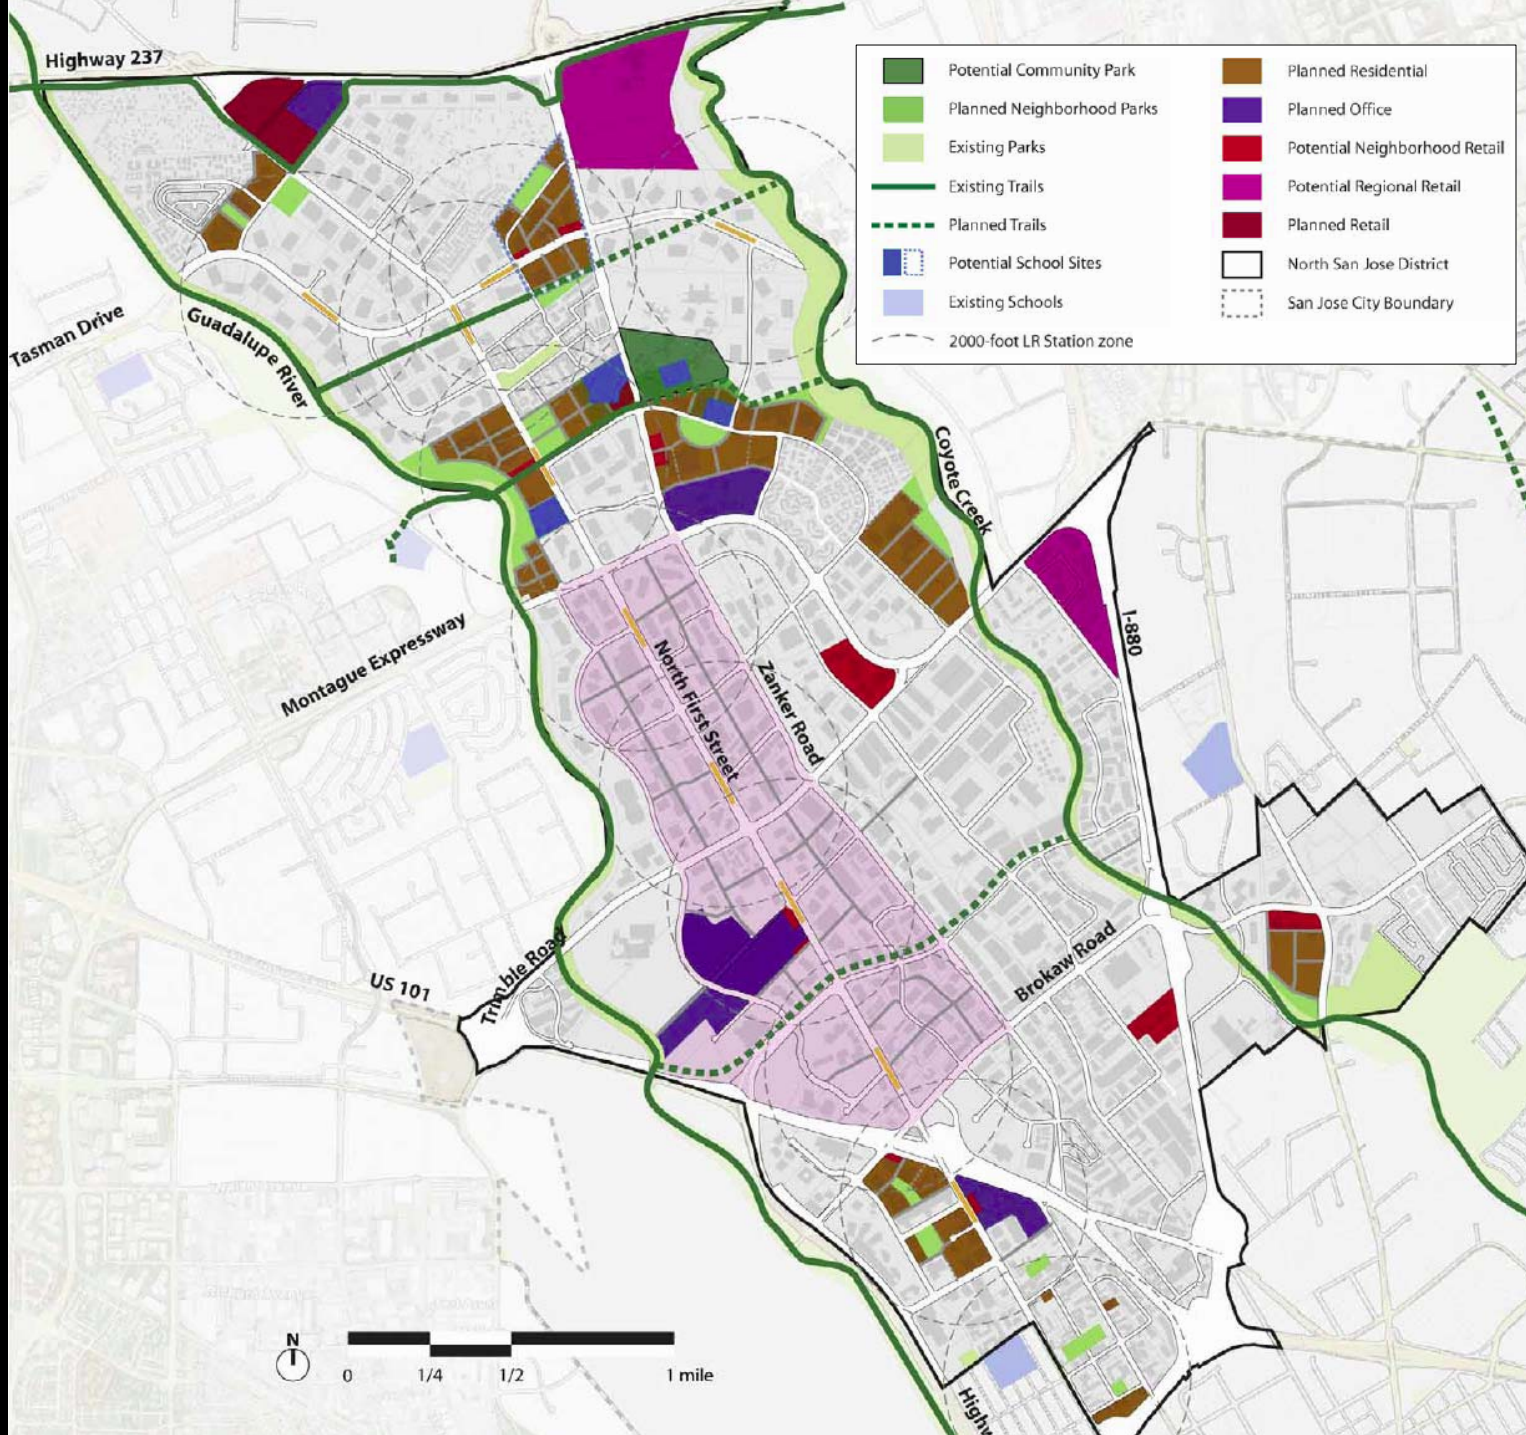 Highway 237
Potential Community Park
Planned Neighborhood Parks
Existing Parks
Existing Trails
Planned Trails
Potential School Sites
Existing Schools
2000-foot LR Station zone
Planned Residential
Planned Office
Potential Neighborhood Retail
Potential Regional Retail
Planned Retail
North San Jose District
San Jose City Boundary
Tasman Drive
Guadalupe River
Coyote Creek
Montague Expressway
I-880
North First Street
Zanker Road
US 101
Trimble Road
Brokaw Road
N
0 1/4 1/2 1 mile
Highw